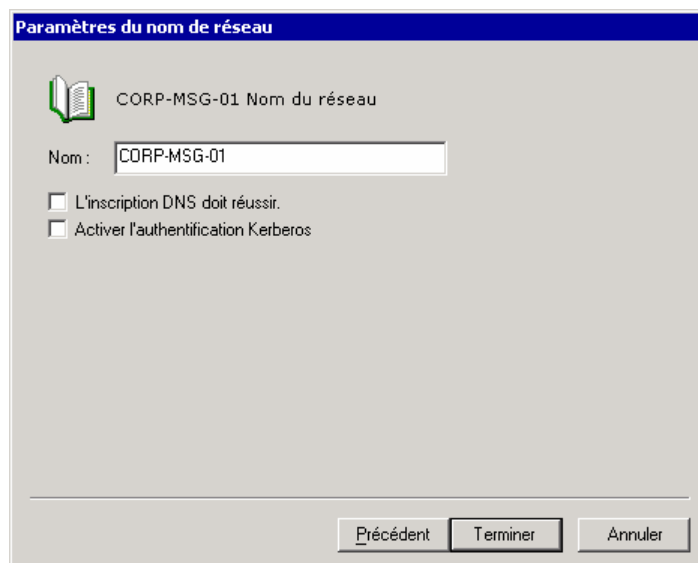 Paramètres du nom de réseau
CORP-MSG-01 Nom du réseau
Nom : CORP-MSG-01
L'inscription DNS doit réussir.
Activer l'authentification Kerberos
Précédent Terminer Annuler